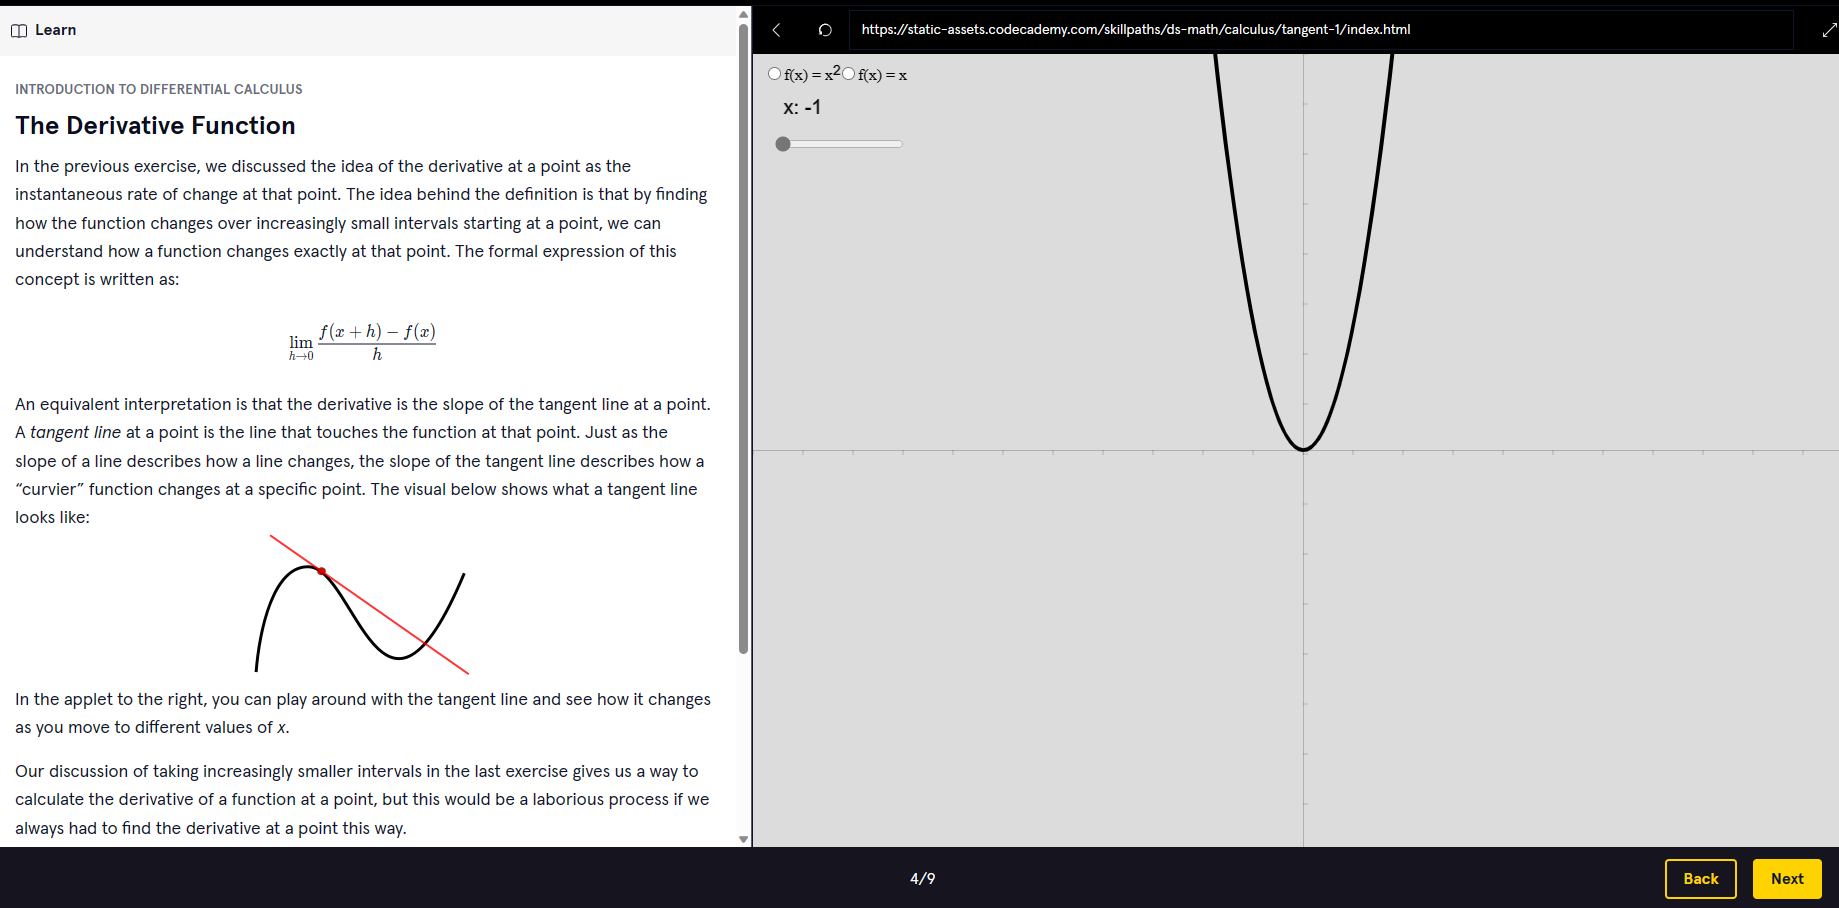 Learn
INTRODUCTION TO DIFFERENTIAL CALCULUS
The Derivative Function
In the previous exercise, we discussed the idea of the derivative at a point as the
instantaneous rate of change at that point. The idea behind the definition is that by finding
how the function changes over increasingly small intervals starting at a point, we can
understand how a function changes exactly at that point. The formal expression of this
concept is written as:
lim h→0 f(x + h) − f(x) / h
An equivalent interpretation is that the derivative is the slope of the tangent line at a point.
A tangent line at a point is the line that touches the function at that point. Just as the
slope of a line describes how a line changes, the slope of the tangent line describes how a
“curvier” function changes at a specific point. The visual below shows what a tangent line
looks like:
In the applet to the right, you can play around with the tangent line and see how it changes
as you move to different values of x.
Our discussion of taking increasingly smaller intervals in the last exercise gives us a way to
calculate the derivative of a function at a point, but this would be a laborious process if we
always had to find the derivative at a point this way.
https://static-assets.codecademy.com/skillpaths/ds-math/calculus/tangent-1/index.html
f(x) = x² f(x) = x
x: -1
4/9
Back
Next